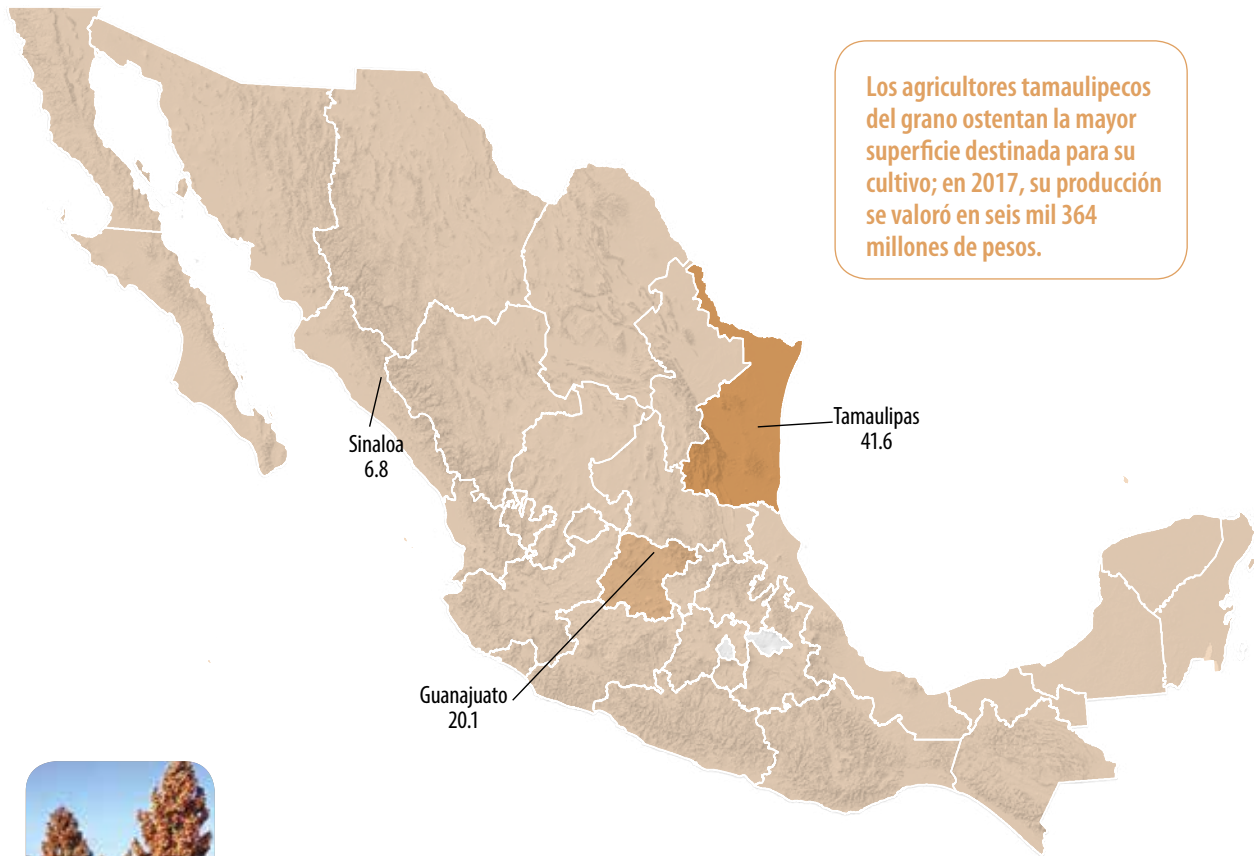 Los agricultores tamaulipecos
del grano ostentan la mayor
superficie destinada para su
cultivo; en 2017, su producción
se valoró en seis mil 364
millones de pesos.
Tamaulipas
41.6
Sinaloa
6.8
Guanajuato
20.1